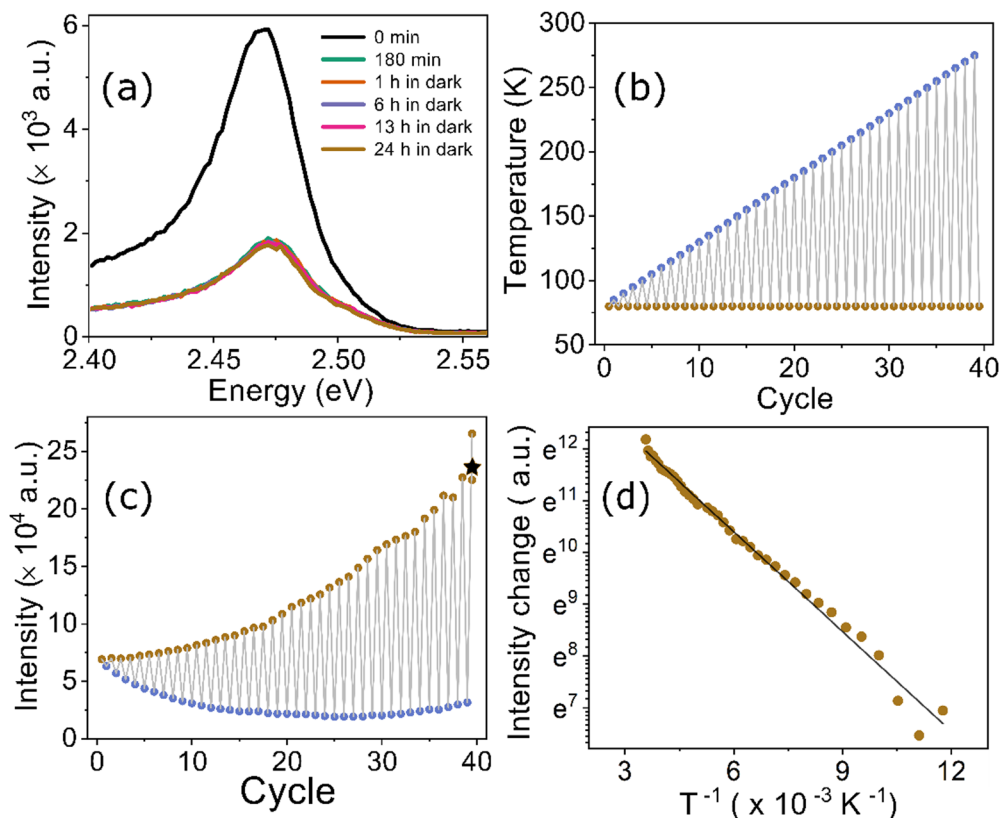 (a)
0 min
180 min
1 h in dark
6 h in dark
13 h in dark
24 h in dark
6
4
2
0
2.40
2.45
2.50
2.55
Intensity (× 10³ a.u.)
Energy (eV)
(b)
300
250
200
150
100
50
0
10
20
30
40
Temperature (K)
Cycle
(c)
25
20
15
10
5
0
0
10
20
30
40
Intensity (× 10⁴ a.u.)
Cycle
(d)
e¹²
e¹¹
e¹⁰
e⁹
e⁸
e⁷
3
6
9
12
Intensity change ( a.u.)
T⁻¹ ( x 10⁻³ K⁻¹)